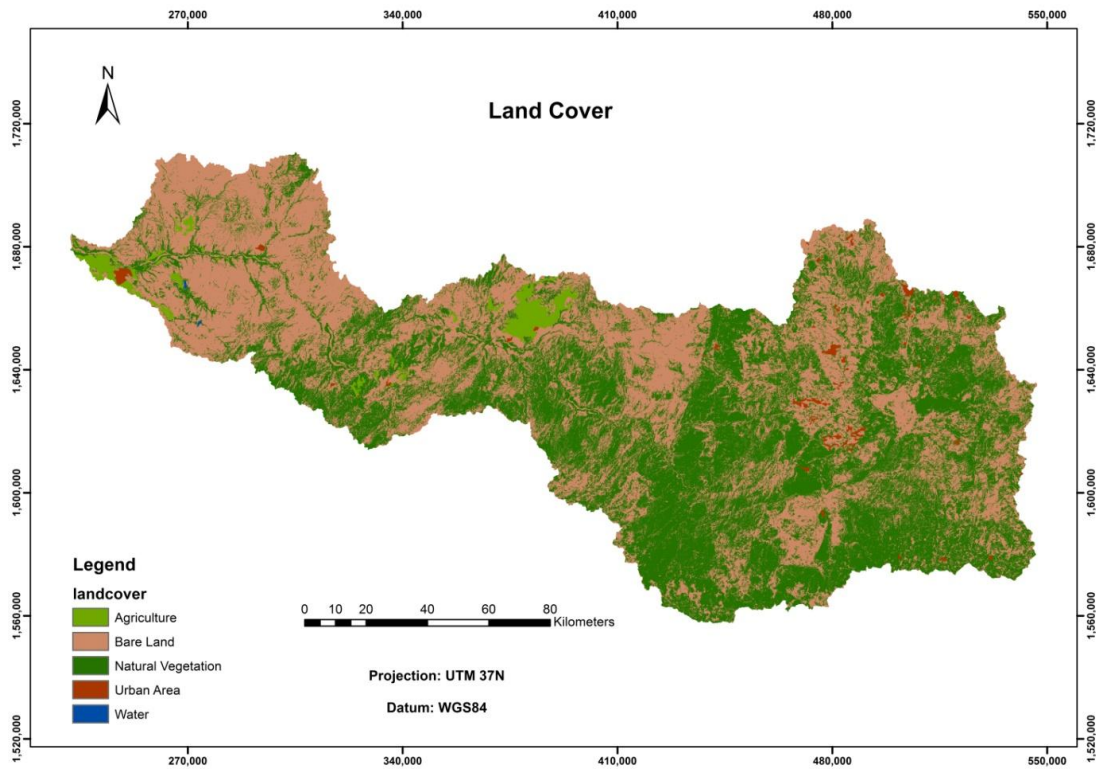 270,000 340,000 410,000 480,000 550,000
N
Land Cover
1,720,000 1,720,000
1,680,000 1,680,000
1,640,000 1,640,000
1,600,000 1,600,000
Legend
landcover
Agriculture
Bare Land
Natural Vegetation
Urban Area
Water
0 10 20 40 60 80
Kilometers
1,560,000 1,560,000
Projection: UTM 37N
Datum: WGS84
1,520,000 1,520,000
270,000 340,000 410,000 480,000 550,000